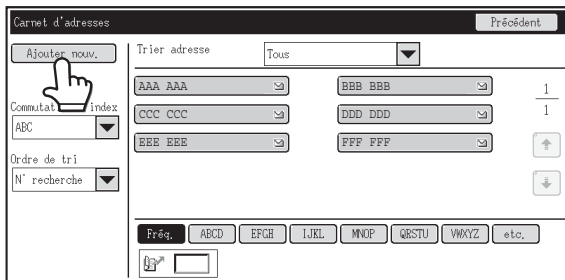 Carnet d'adresses
Précédent
Ajouter nouv.
Trier adresse
Tous
AAA AAA
BBB BBB
1
1
CCC CCC
DDD DDD
EEE EEE
FFF FFF
index
ABC
Ordre de tri
N° recherche
Fréq.
ABCD
EFGH
IJKL
MNOP
QRSTU
VWXYZ
etc.